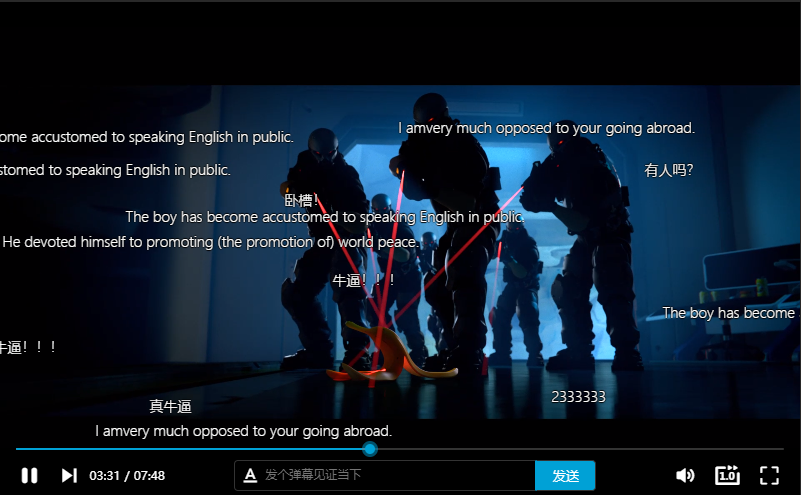 I amvery much opposed to your going abroad.
ome accustomed to speaking English in public.
stomed to speaking English in public.
有人吗?
卧槽!
The boy has become accustomed to speaking English in public.
He devoted himself to promoting (the promotion of) world peace.
牛逼! ! !
The boy has become
牛逼! ! !
2333333
真牛逼
I amvery much opposed to your going abroad.
03:31 / 07:48
A 发个弹幕见证当下 发送
1.0